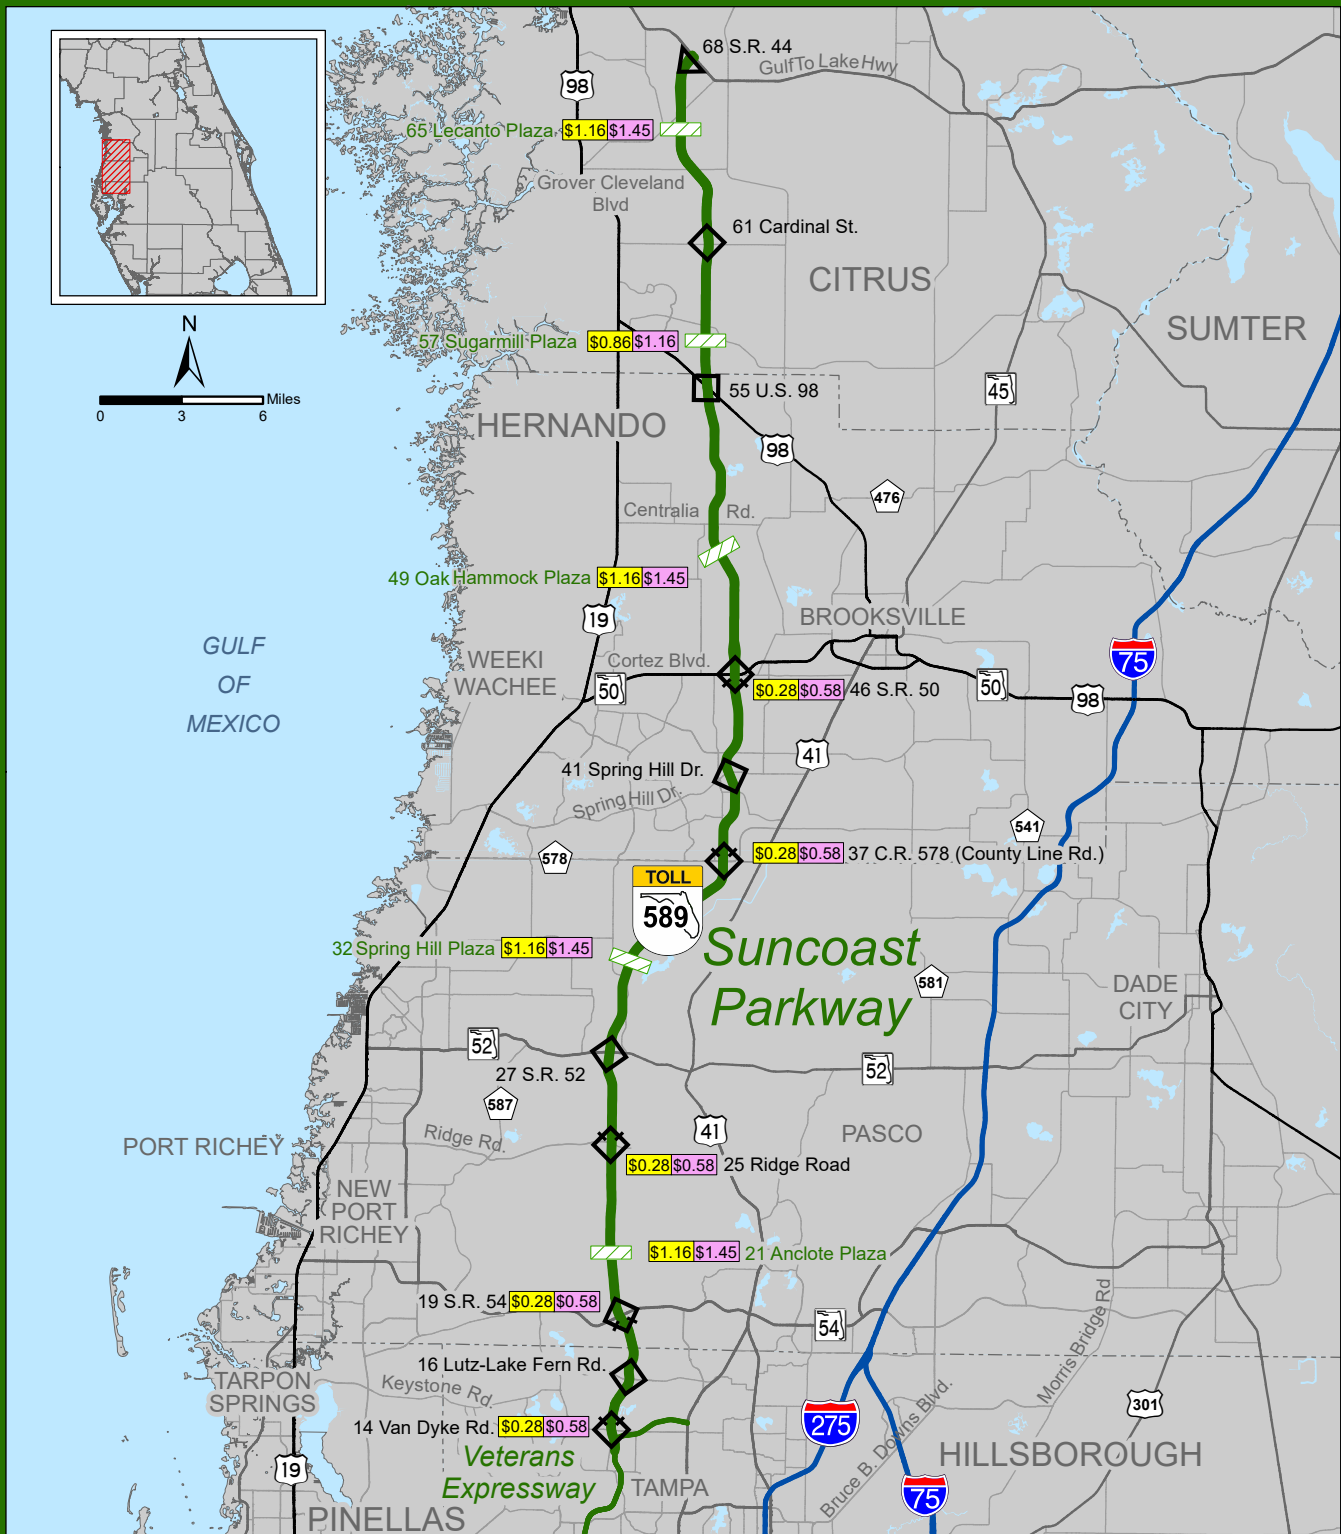 68 S.R. 44
Gulf To Lake Hwy
98
65 Lecanto Plaza $1.16 $1.45
Grover Cleveland
Blvd
61 Cardinal St.
CITRUS
SUMTER
N
Miles
0 3 6
57 Sugarmill Plaza $0.86 $1.16
55 U.S. 98
45
HERNANDO
98
476
Centralia Rd.
49 Oak Hammock Plaza $1.16 $1.45
19
BROOKSVILLE
GULF
OF
MEXICO
WEEKI
WACHEE
Cortez Blvd.
75
50
$0.28 $0.58 46 S.R. 50
50
98
41
41 Spring Hill Dr.
Spring Hill Dr.
541
578
$0.28 $0.58 37 C.R. 578 (County Line Rd.)
TOLL
589
32 Spring Hill Plaza $1.16 $1.45
Suncoast
Parkway
581
DADE
CITY
52
27 S.R. 52
52
587
Ridge Rd.
41
PASCO
PORT RICHEY
$0.28 $0.58 25 Ridge Road
NEW
PORT
RICHEY
$1.16 $1.45 21 Anclote Plaza
19 S.R. 54 $0.28 $0.58
54
Morris Bridge Rd
16 Lutz-Lake Fern Rd.
TARPON
SPRINGS
Keystone Rd.
Bruce B. Downs Blvd.
301
275
14 Van Dyke Rd. $0.28 $0.58
HILLSBOROUGH
Veterans
Expressway
19
TAMPA
75
PINELLAS